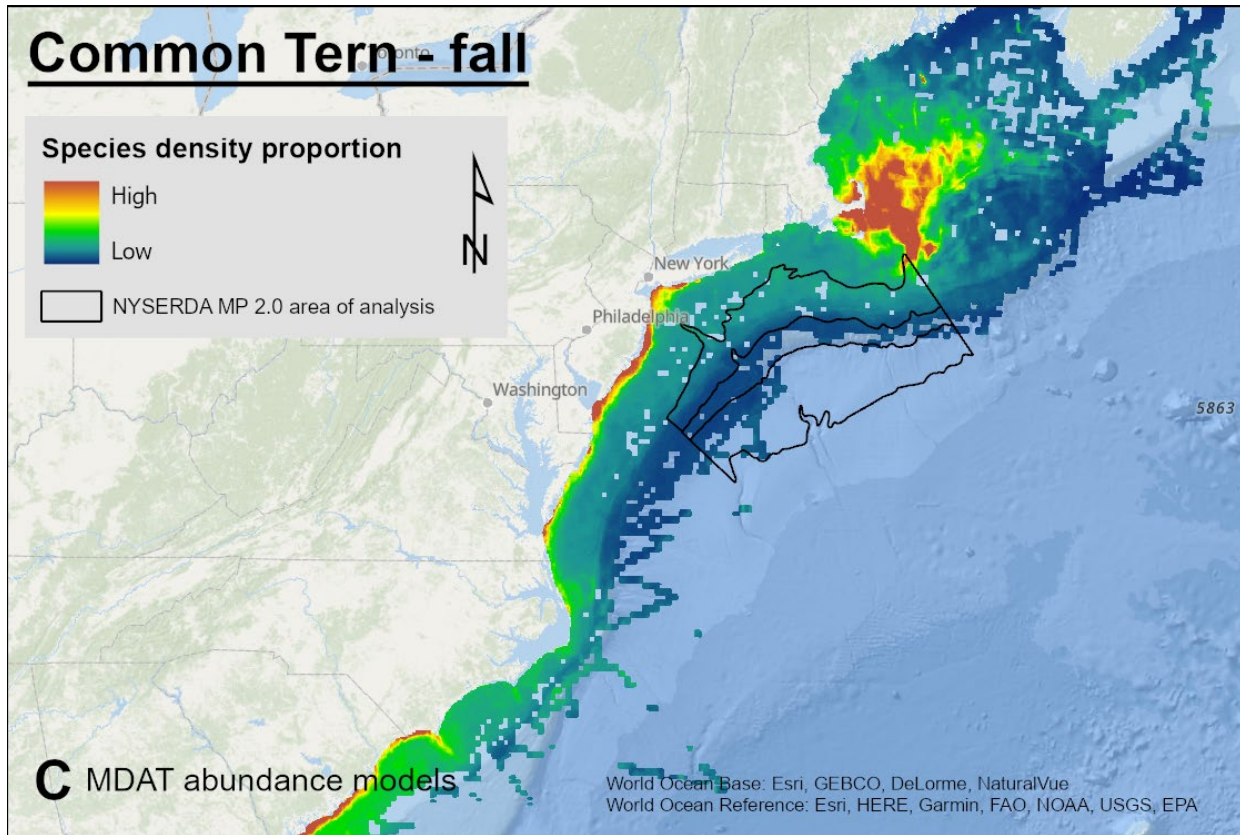 Common Tern - fall
Toronto
Species density proportion
High
Low
N
NYSERDA MP 2.0 area of analysis
New York
Philadelphia
Washington
5863
C MDAT abundance models
World Ocean Base: Esri, GEBCO, DeLorme, NaturalVue
World Ocean Reference: Esri, HERE, Garmin, FAO, NOAA, USGS, EPA